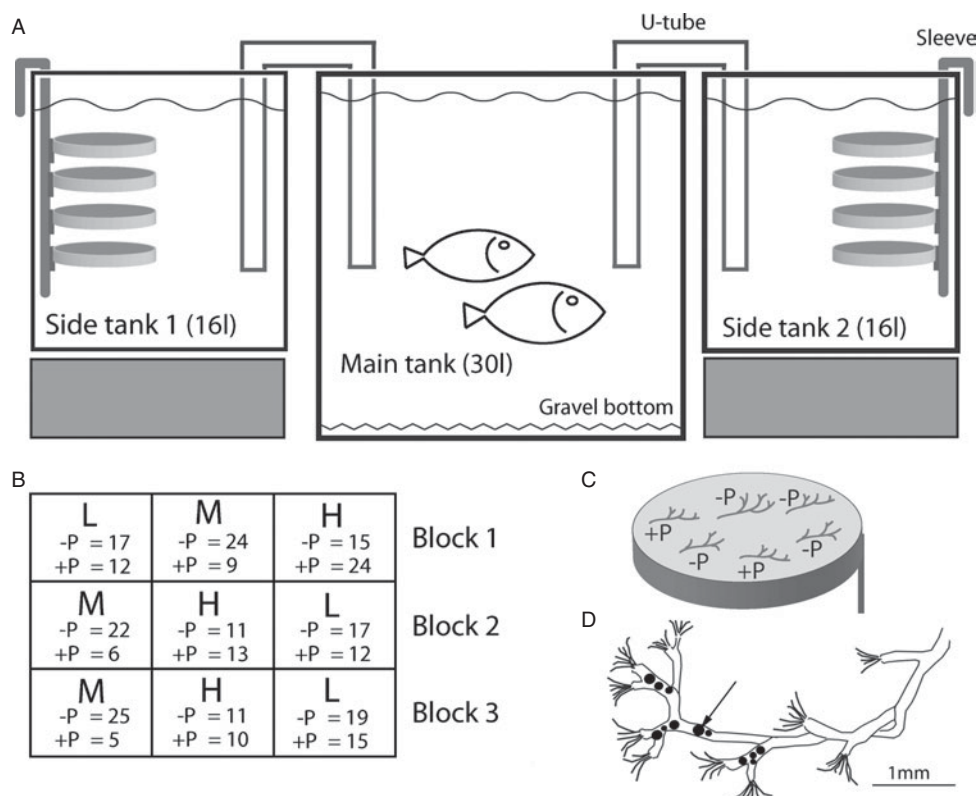 A
U-tube
Sleeve
Side tank 1 (16l)
Main tank (30l)
Side tank 2 (16l)
Gravel bottom
B
L M H
-P = 17 -P = 24 -P = 15
+P = 12 +P = 9 +P = 24
Block 1
M H L
-P = 22 -P = 11 -P = 17
+P = 6 +P = 13 +P = 12
Block 2
M H L
-P = 25 -P = 11 -P = 19
+P = 5 +P = 10 +P = 15
Block 3
C
-P -P
+P -P
-P +P
D
1mm